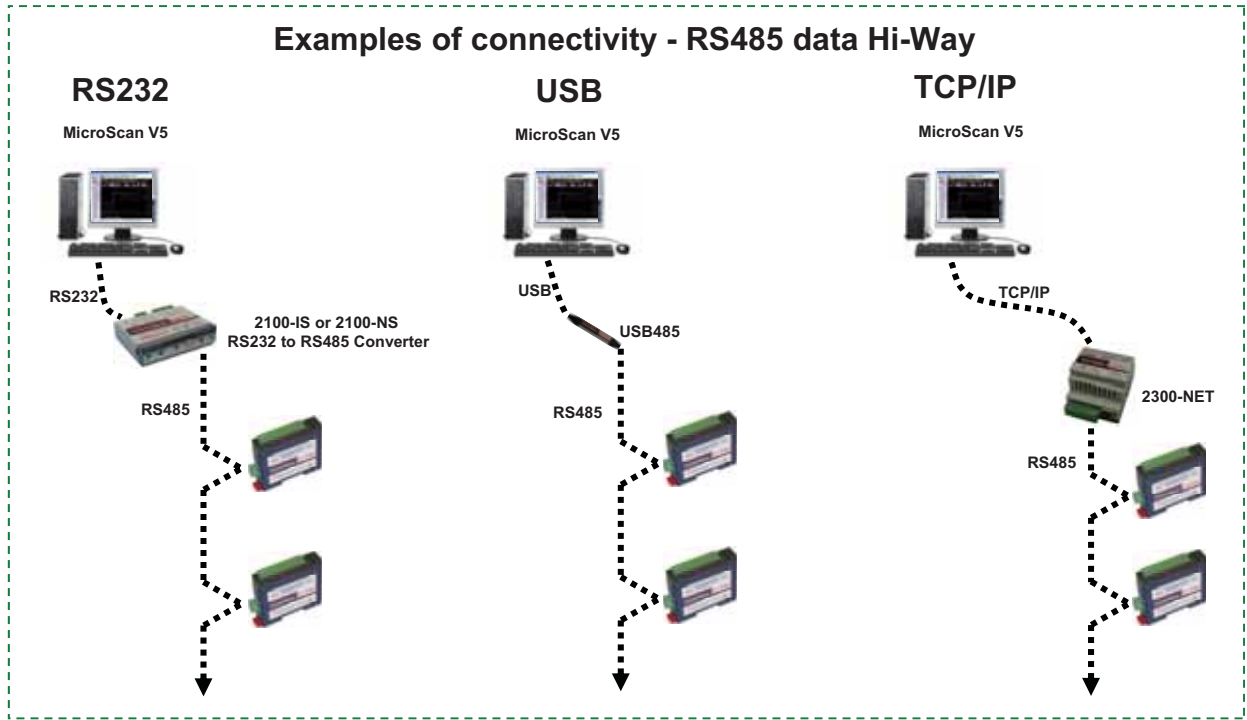 Examples of connectivity - RS485 data Hi-Way
RS232
MicroScan V5
RS232
2100-IS or 2100-NS
RS232 to RS485 Converter
RS485
USB
MicroScan V5
USB
USB485
RS485
TCP/IP
MicroScan V5
TCP/IP
2300-NET
RS485